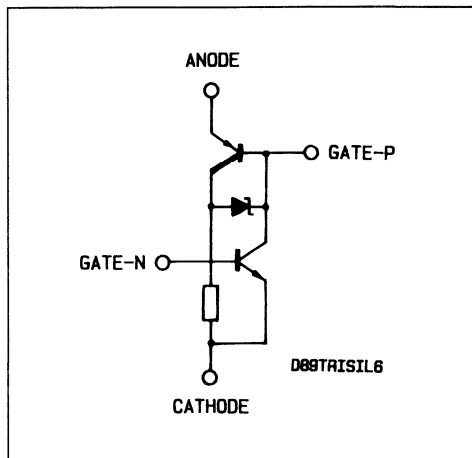 ANODE
GATE-P
GATE-N
D89TRISIL6
CATHODE